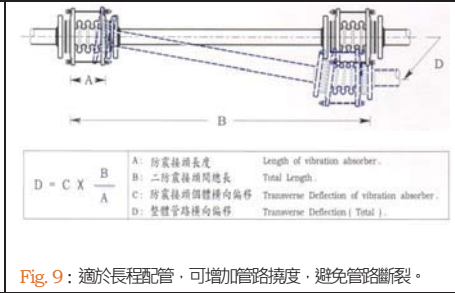 D
A
B
D = C X B/A
A: 防震接頭長度 Length of vibration absorber.
B: 二防震接頭間總長 Total Length.
C: 防震接頭個體橫向偏移 Transverse Deflection of vibration absorber.
D: 整體管路橫向偏移 Transverse Deflection ( Total ).
Fig. 9：適於長程配管，可增加管路撓度，避免管路斷裂。